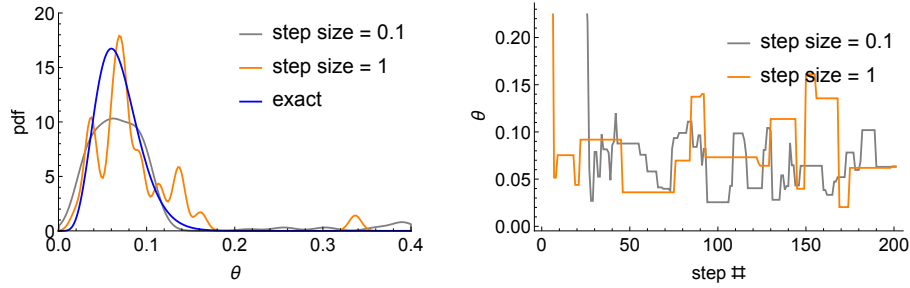 20
15
10
5
0
pdf
0.0 0.1 0.2 0.3 0.4
θ
step size = 0.1
step size = 1
exact
0.20
0.15
0.10
0.05
0.00
θ
0 50 100 150 200
step #
step size = 0.1
step size = 1